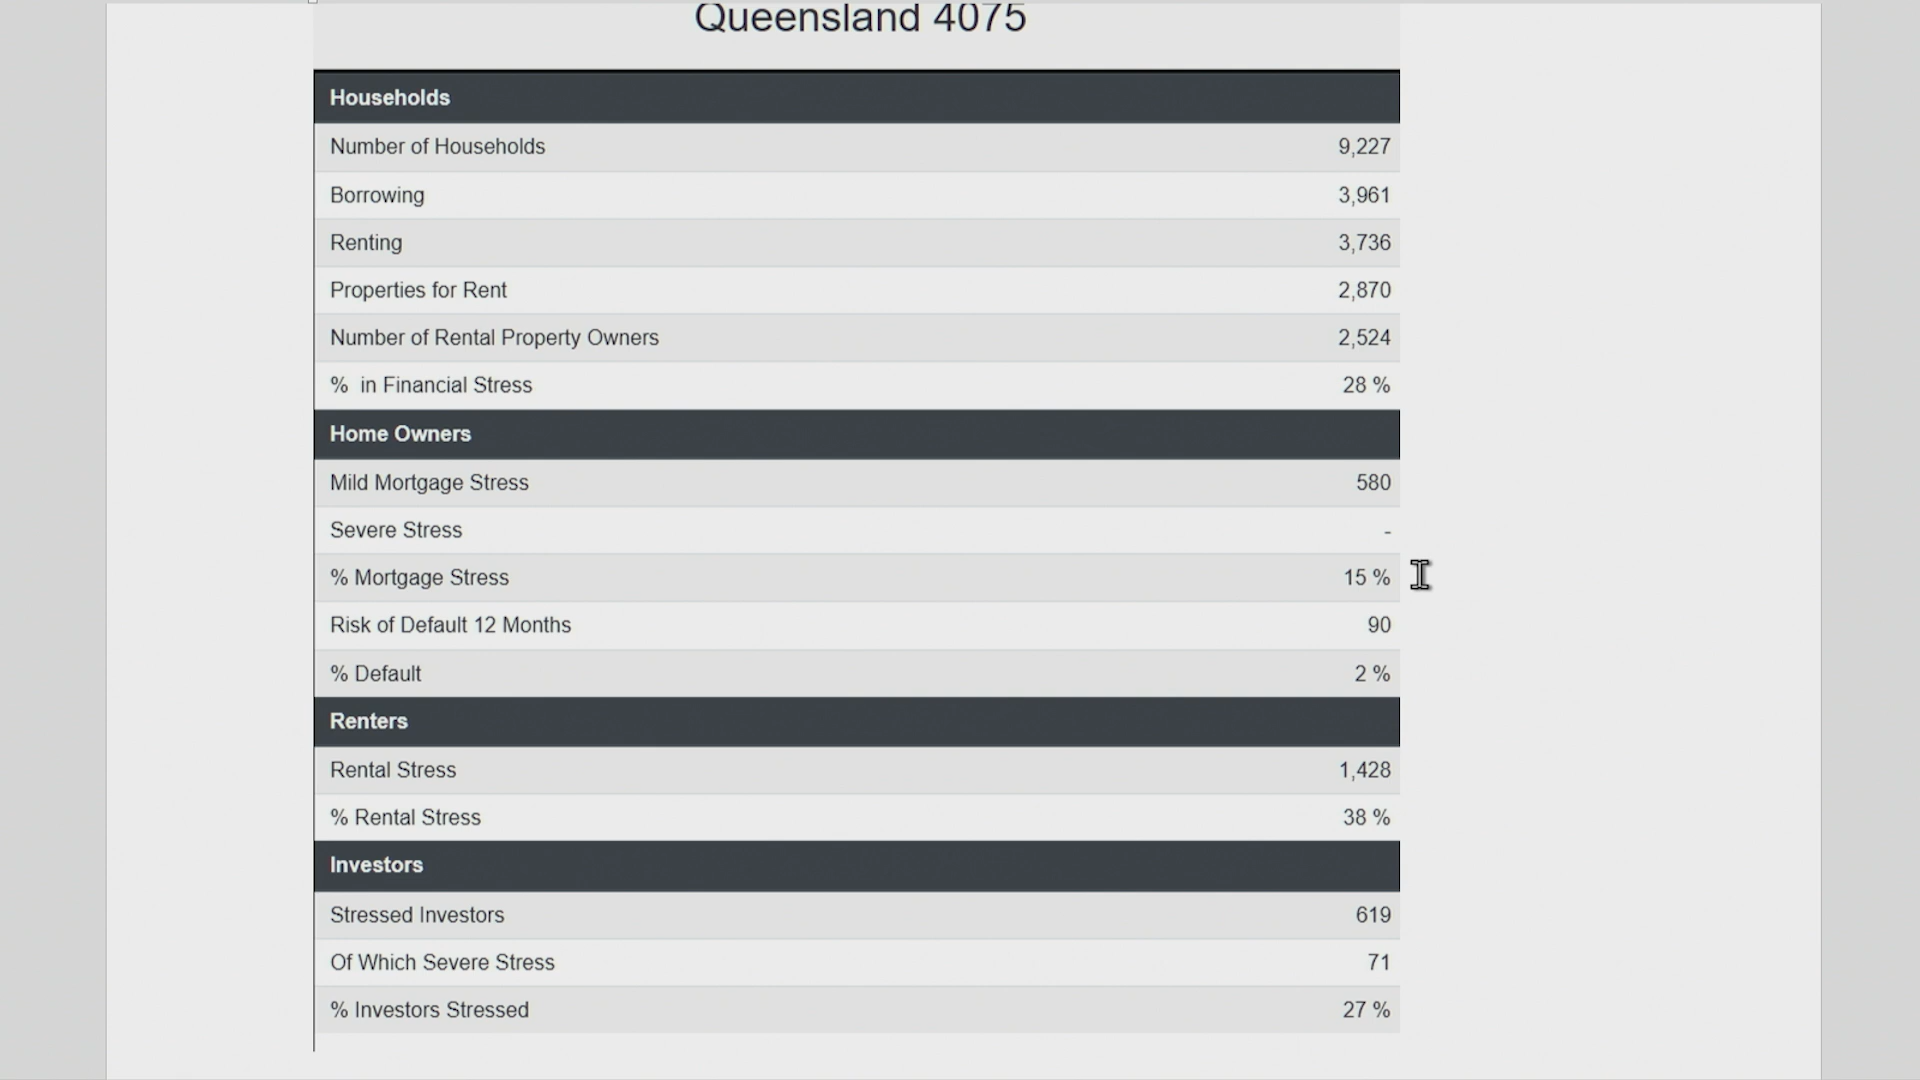 Queensland 4075
Households
Number of Households 9,227
Borrowing 3,961
Renting 3,736
Properties for Rent 2,870
Number of Rental Property Owners 2,524
% in Financial Stress 28 %
Home Owners
Mild Mortgage Stress 580
Severe Stress -
% Mortgage Stress 15 %
Risk of Default 12 Months 90
% Default 2 %
Renters
Rental Stress 1,428
% Rental Stress 38 %
Investors
Stressed Investors 619
Of Which Severe Stress 71
% Investors Stressed 27 %